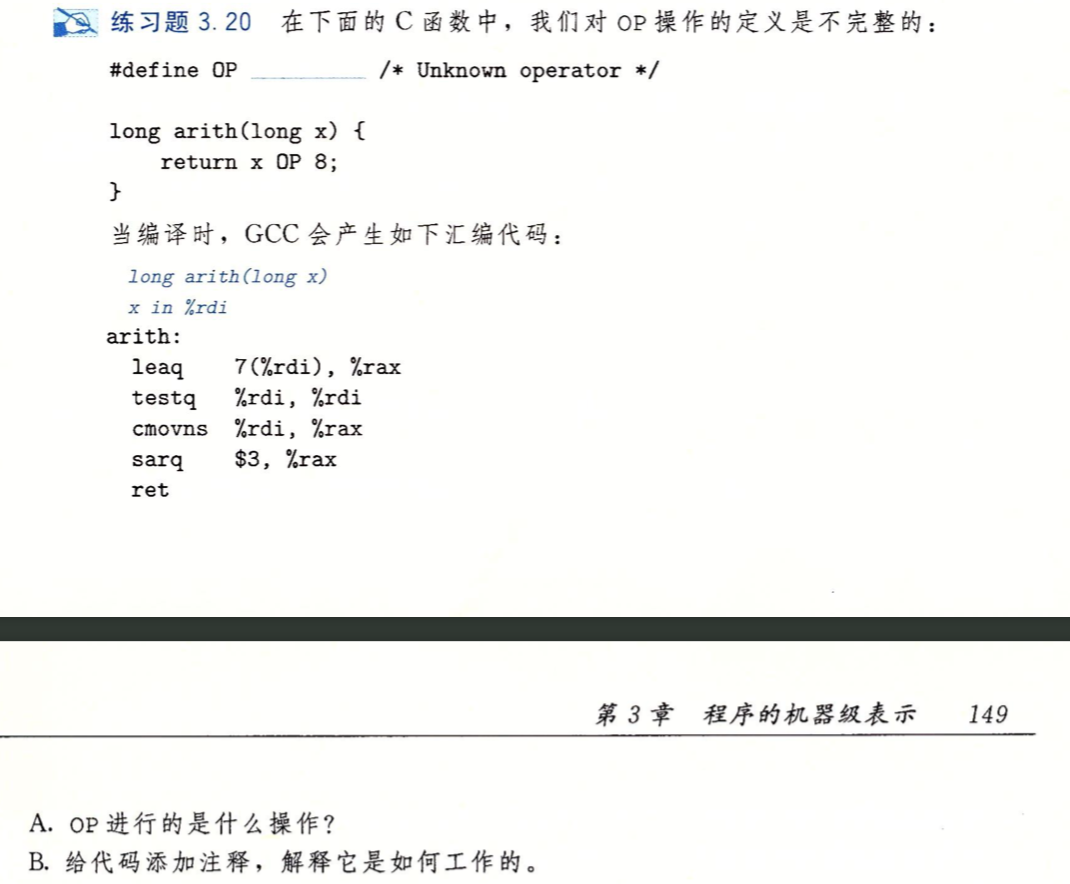 练习题 3.20 在下面的 C 函数中，我们对 OP 操作的定义是不完整的：
#define OP _________ /* Unknown operator */
long arith(long x) {
    return x OP 8;
}
当编译时，GCC 会产生如下汇编代码：
long arith(long x)
x in %rdi
arith:
  leaq    7(%rdi), %rax
  testq   %rdi, %rdi
  cmovns  %rdi, %rax
  sarq    $3, %rax
  ret
第 3 章 程序的机器级表示 149
A. OP 进行的是什么操作？
B. 给代码添加注释，解释它是如何工作的。